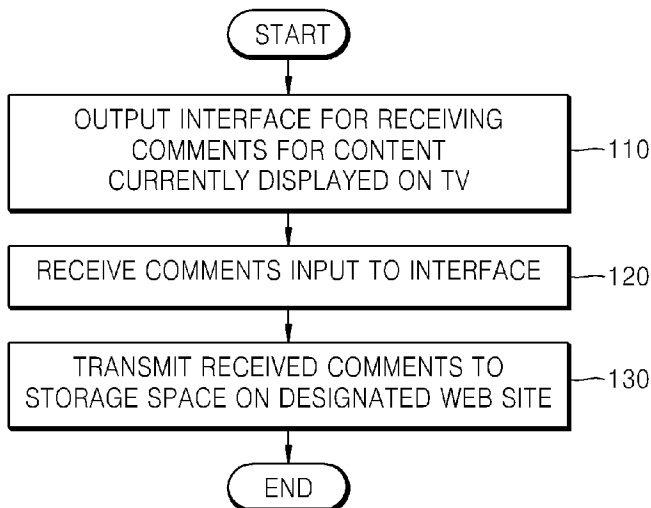 START
OUTPUT INTERFACE FOR RECEIVING
COMMENTS FOR CONTENT
CURRENTLY DISPLAYED ON TV
110
RECEIVE COMMENTS INPUT TO INTERFACE
120
TRANSMIT RECEIVED COMMENTS TO
STORAGE SPACE ON DESIGNATED WEB SITE
130
END